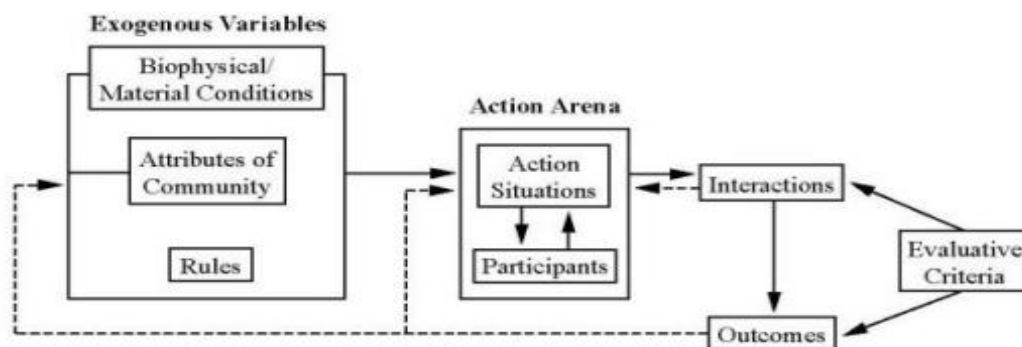 Exogenous Variables
Biophysical/
Material Conditions
Attributes of
Community
Rules
Action Arena
Action
Situations
Participants
Interactions
Outcomes
Evaluative
Criteria